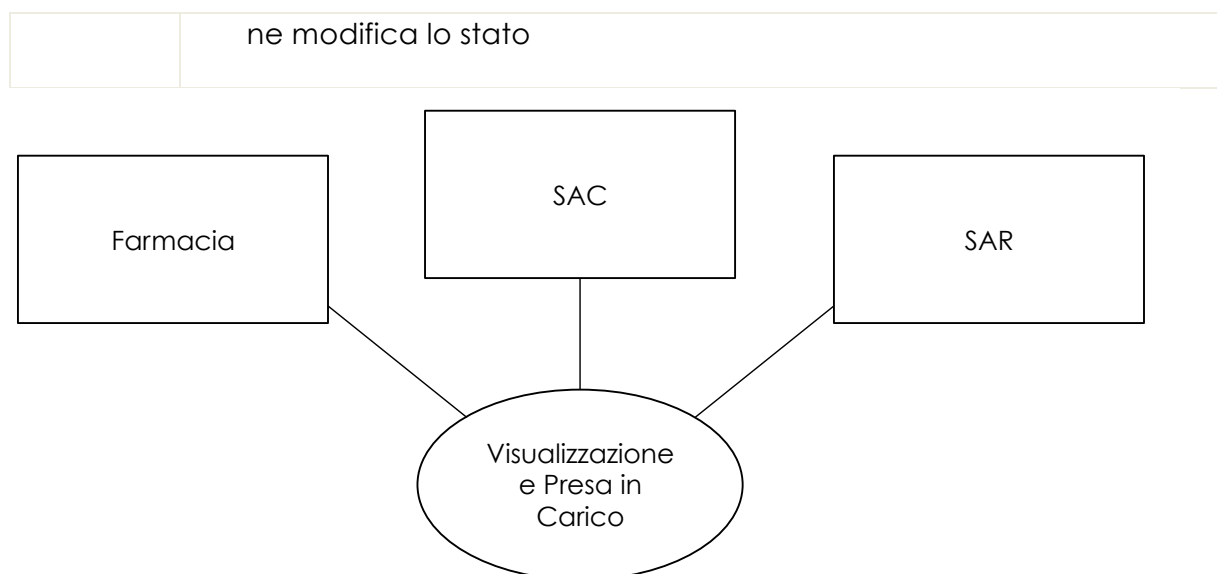 ne modifica lo stato
SAC
Farmacia
SAR
Visualizzazione
e Presa in
Carico